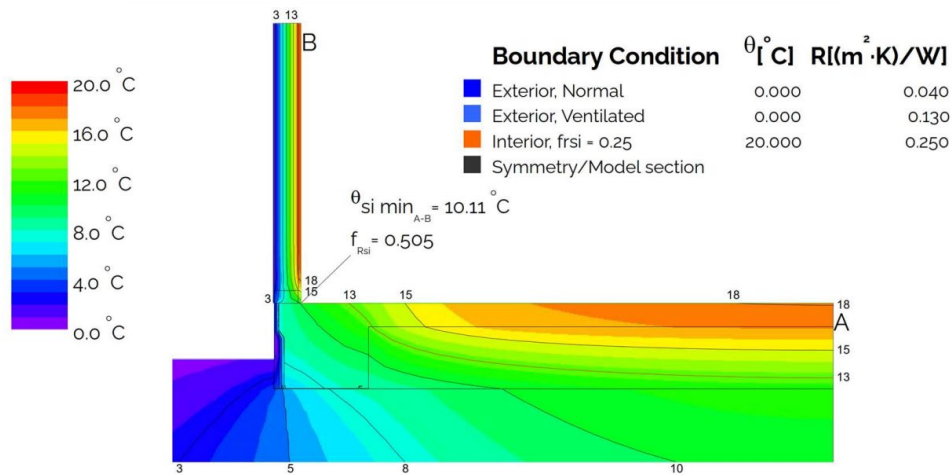 3 13
B
20.0 °C
16.0 °C
12.0 °C
8.0 °C
4.0 °C
0.0 °C
Boundary Condition θ[°C] R[(m²·K)/W]
Exterior, Normal 0.000 0.040
Exterior, Ventilated 0.000 0.130
Interior, frsi = 0.25 20.000 0.250
Symmetry/Model section
θsi min A-B = 10.11 °C
fRsi = 0.505
18
15
3
13
15
18
18
A
15
13
3
5
8
10